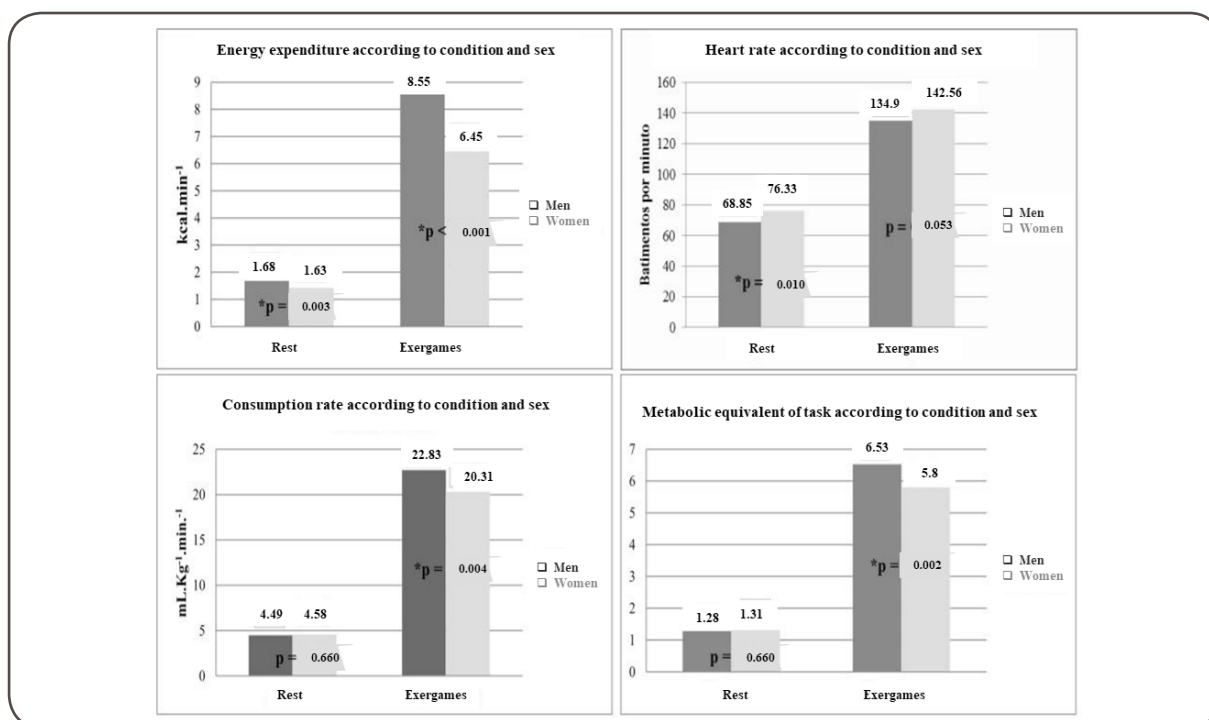 Energy expenditure according to condition and sex
9
8
7
6
5
4
3
2
1
0
kcal.min⁻¹
8.55
6.45
1.68
1.63
*p < 0.001
*p = 0.003
Rest
Exergames
Men
Women
Heart rate according to condition and sex
160
140
120
100
80
60
40
20
0
Batimentos por minuto
134.9
142.56
68.85
76.33
p = 0.053
*p = 0.010
Rest
Exergames
Men
Women
Consumption rate according to condition and sex
25
20
15
10
5
0
mL.Kg⁻¹.min.⁻¹
22.83
20.31
4.49
4.58
*p = 0.004
p = 0.660
Rest
Exergames
Men
Women
Metabolic equivalent of task according to condition and sex
7
6
5
4
3
2
1
0
6.53
5.8
1.28
1.31
*p = 0.002
p = 0.660
Rest
Exergames
Men
Women